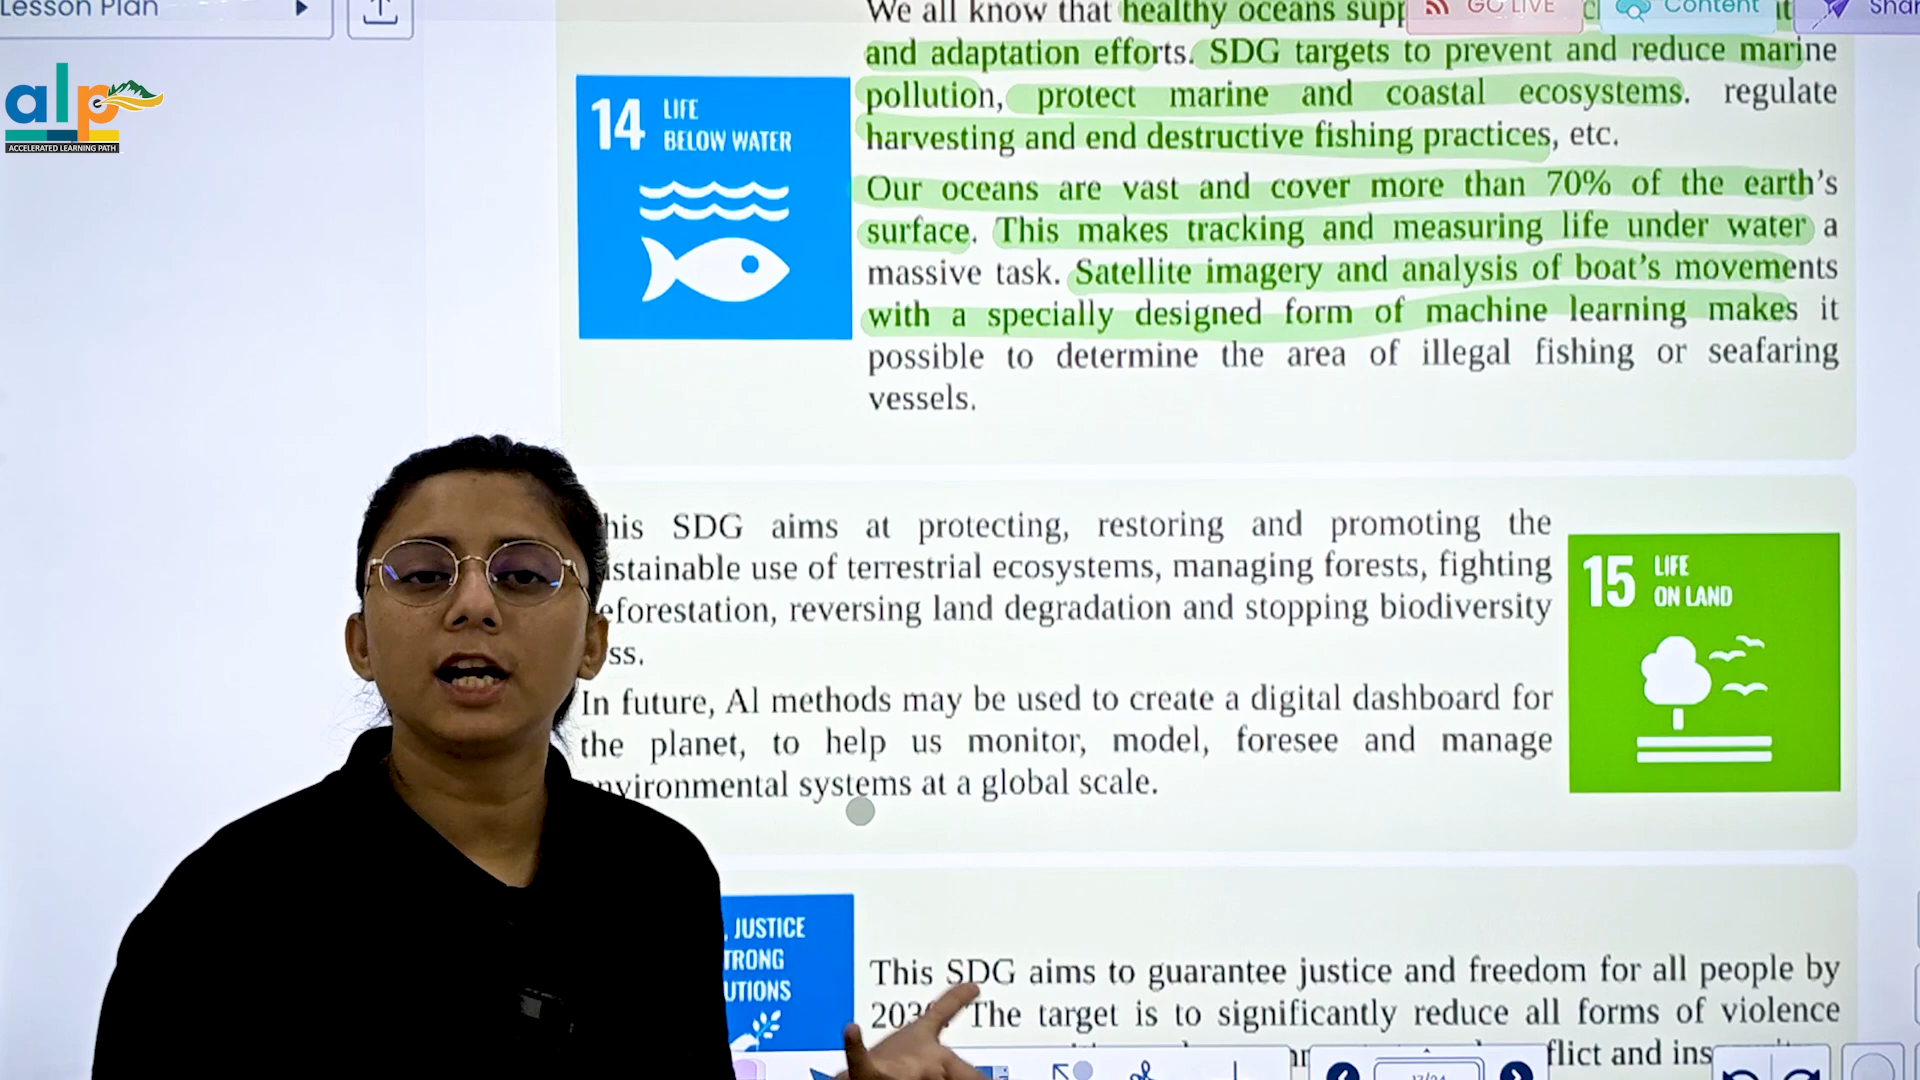 Lesson Plan
alp
ACCELERATED LEARNING PATH
GO LIVE
Content
We all know that healthy oceans
and adaptation efforts. SDG targets to prevent and reduce marine
pollution, protect marine and coastal ecosystems. regulate
harvesting and end destructive fishing practices, etc.
Our oceans are vast and cover more than 70% of the earth's
surface. This makes tracking and measuring life under water a
massive task. Satellite imagery and analysis of boat's movements
with a specially designed form of machine learning makes it
possible to determine the area of illegal fishing or seafaring
vessels.
14 LIFE
BELOW WATER
his SDG aims at protecting, restoring and promoting the
stainable use of terrestrial ecosystems, managing forests, fighting
eforestation, reversing land degradation and stopping biodiversity
ss.
In future, Al methods may be used to create a digital dashboard for
the planet, to help us monitor, model, foresee and manage
nvironmental systems at a global scale.
15 LIFE
ON LAND
JUSTICE
TRONG
UTIONS
This SDG aims to guarantee justice and freedom for all people by
The target is to significantly reduce all forms of violence
flict and ins